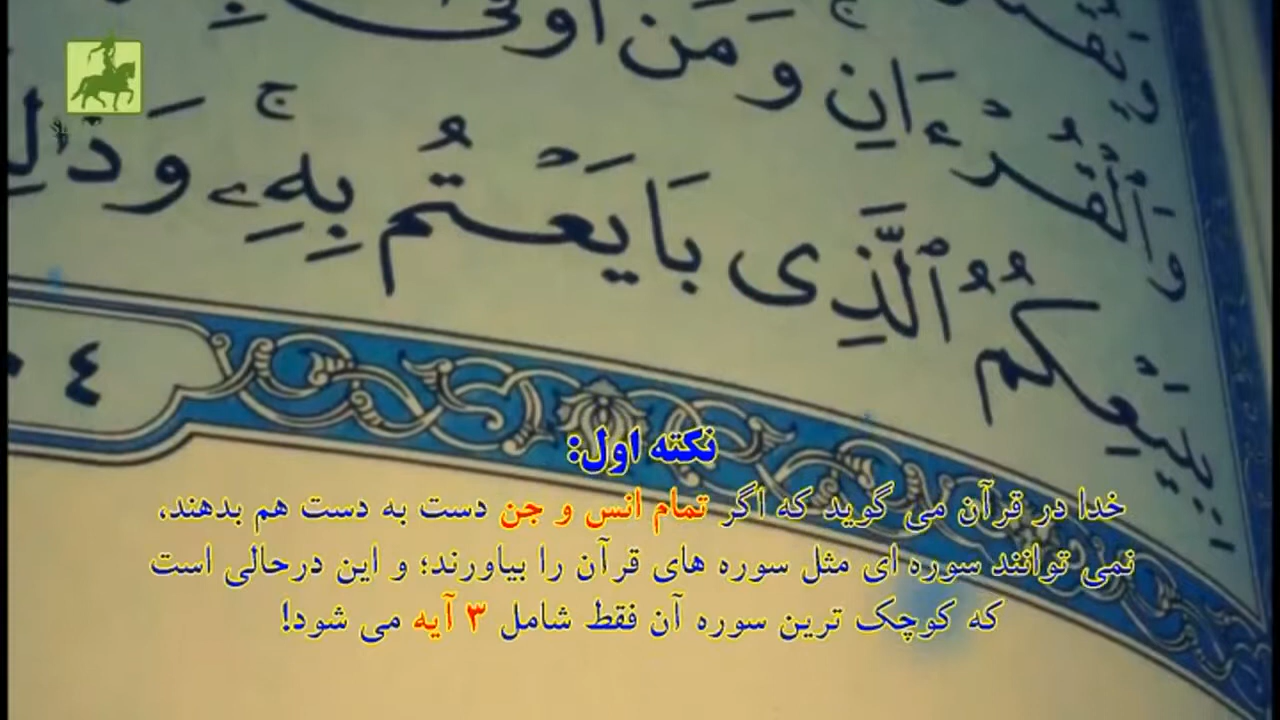 وَٱلْقُرْءَانِ وَمَنْ أَوْفَىٰ
بِبَيْعِكُمُ ٱلَّذِى بَايَعْتُم بِهِۦ ۚ
٤
نکته اول:
خدا در قرآن می گوید که اگر تمام انس و جن دست به دست هم بدهند،
نمی توانند سوره ای مثل سوره های قرآن را بیاورند؛ و این درحالی است
که کوچک ترین سوره آن فقط شامل ۳ آیه می شود!